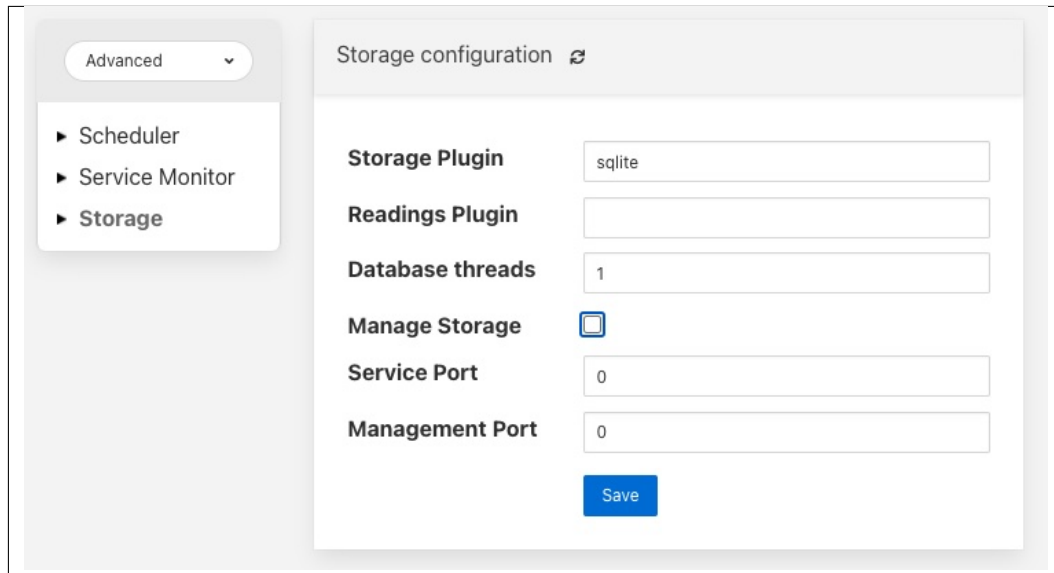 Advanced
Scheduler
Service Monitor
Storage
Storage configuration
Storage Plugin sqlite
Readings Plugin
Database threads 1
Manage Storage
Service Port 0
Management Port 0
Save